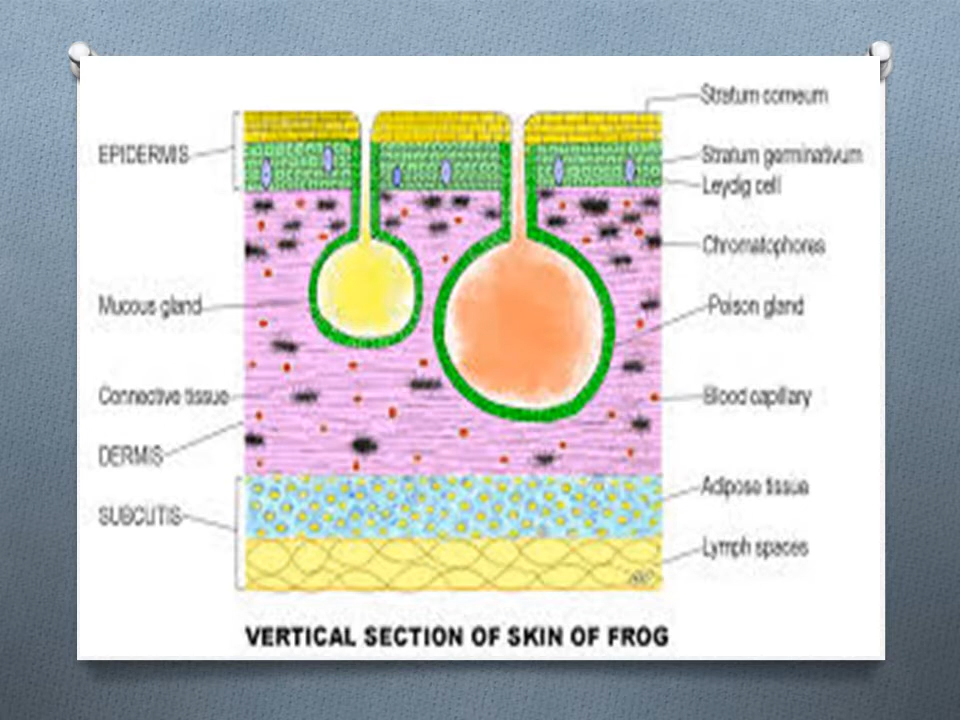 Stratum corneum
EPIDERMIS
Stratum germinativum
Leydig cell
Chromatophores
Mucous gland
Poison gland
Connective tissue
Blood capillary
DERMIS
Adipose tissue
SUBCUTIS
Lymph spaces
VERTICAL SECTION OF SKIN OF FROG